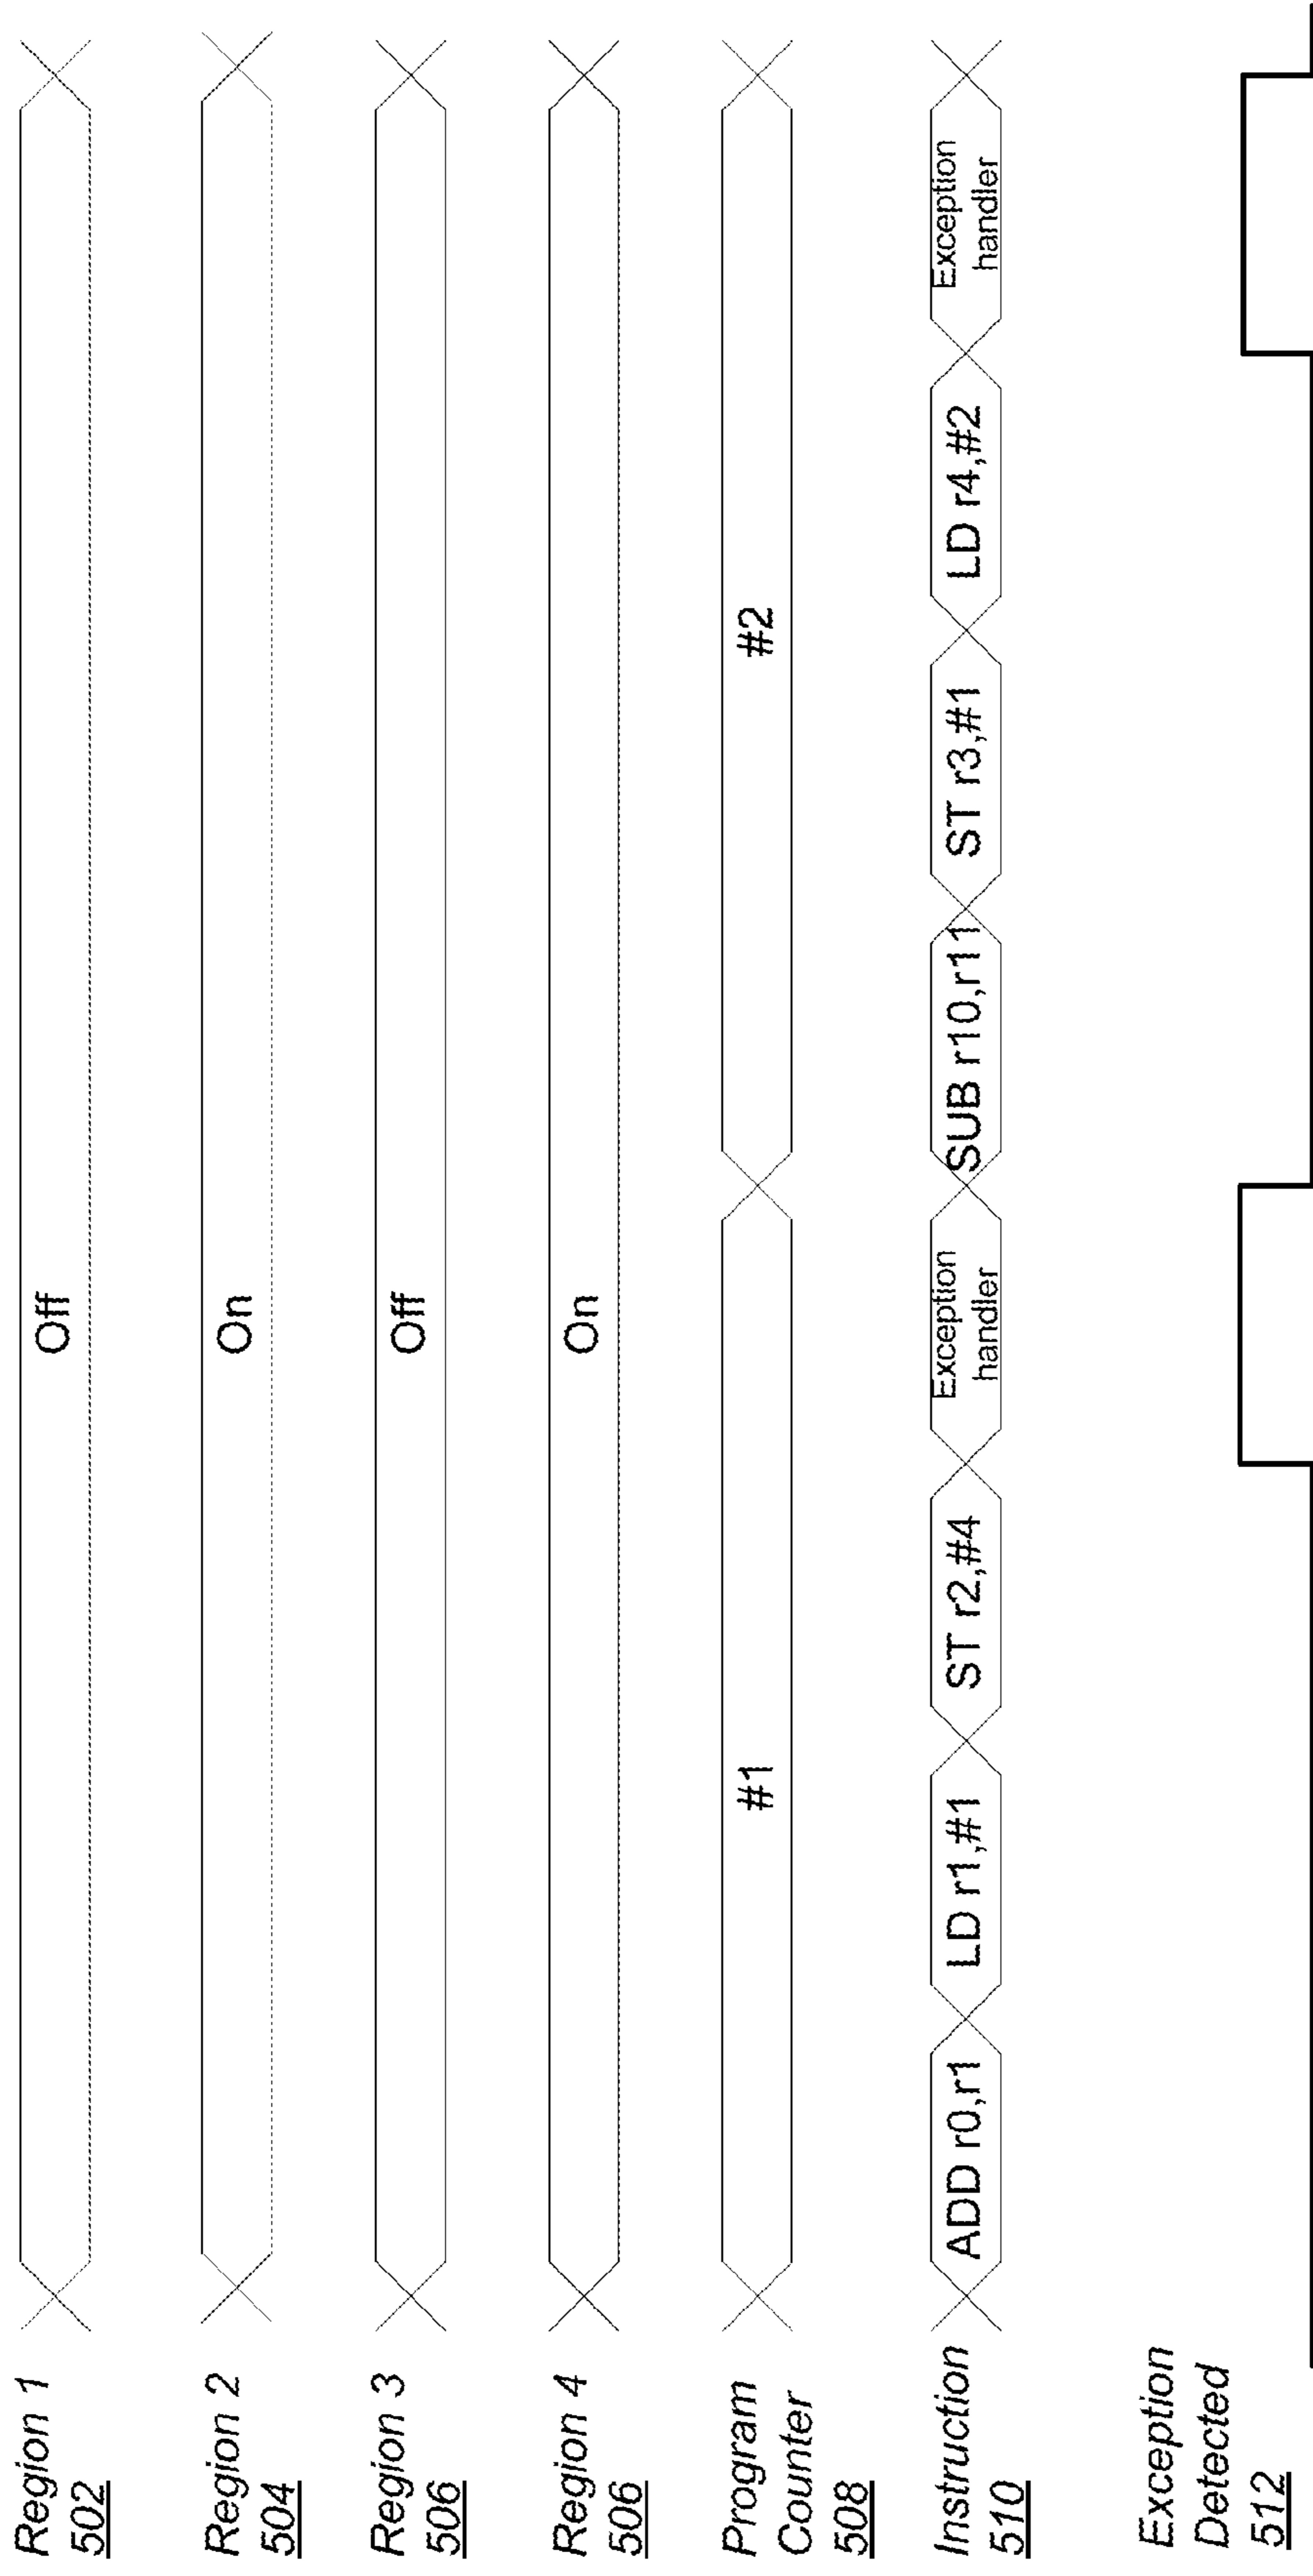 Region 1
502
Off
Region 2
504
On
Region 3
506
Off
Region 4
506
On
Program
Counter
508
#1
#2
Instruction
510
ADD r0,r1
LD r1,#1
ST r2,#4
Exception
handler
SUB r10,r11
ST r3,#1
LD r4,#2
Exception
handler
Exception
Detected
512